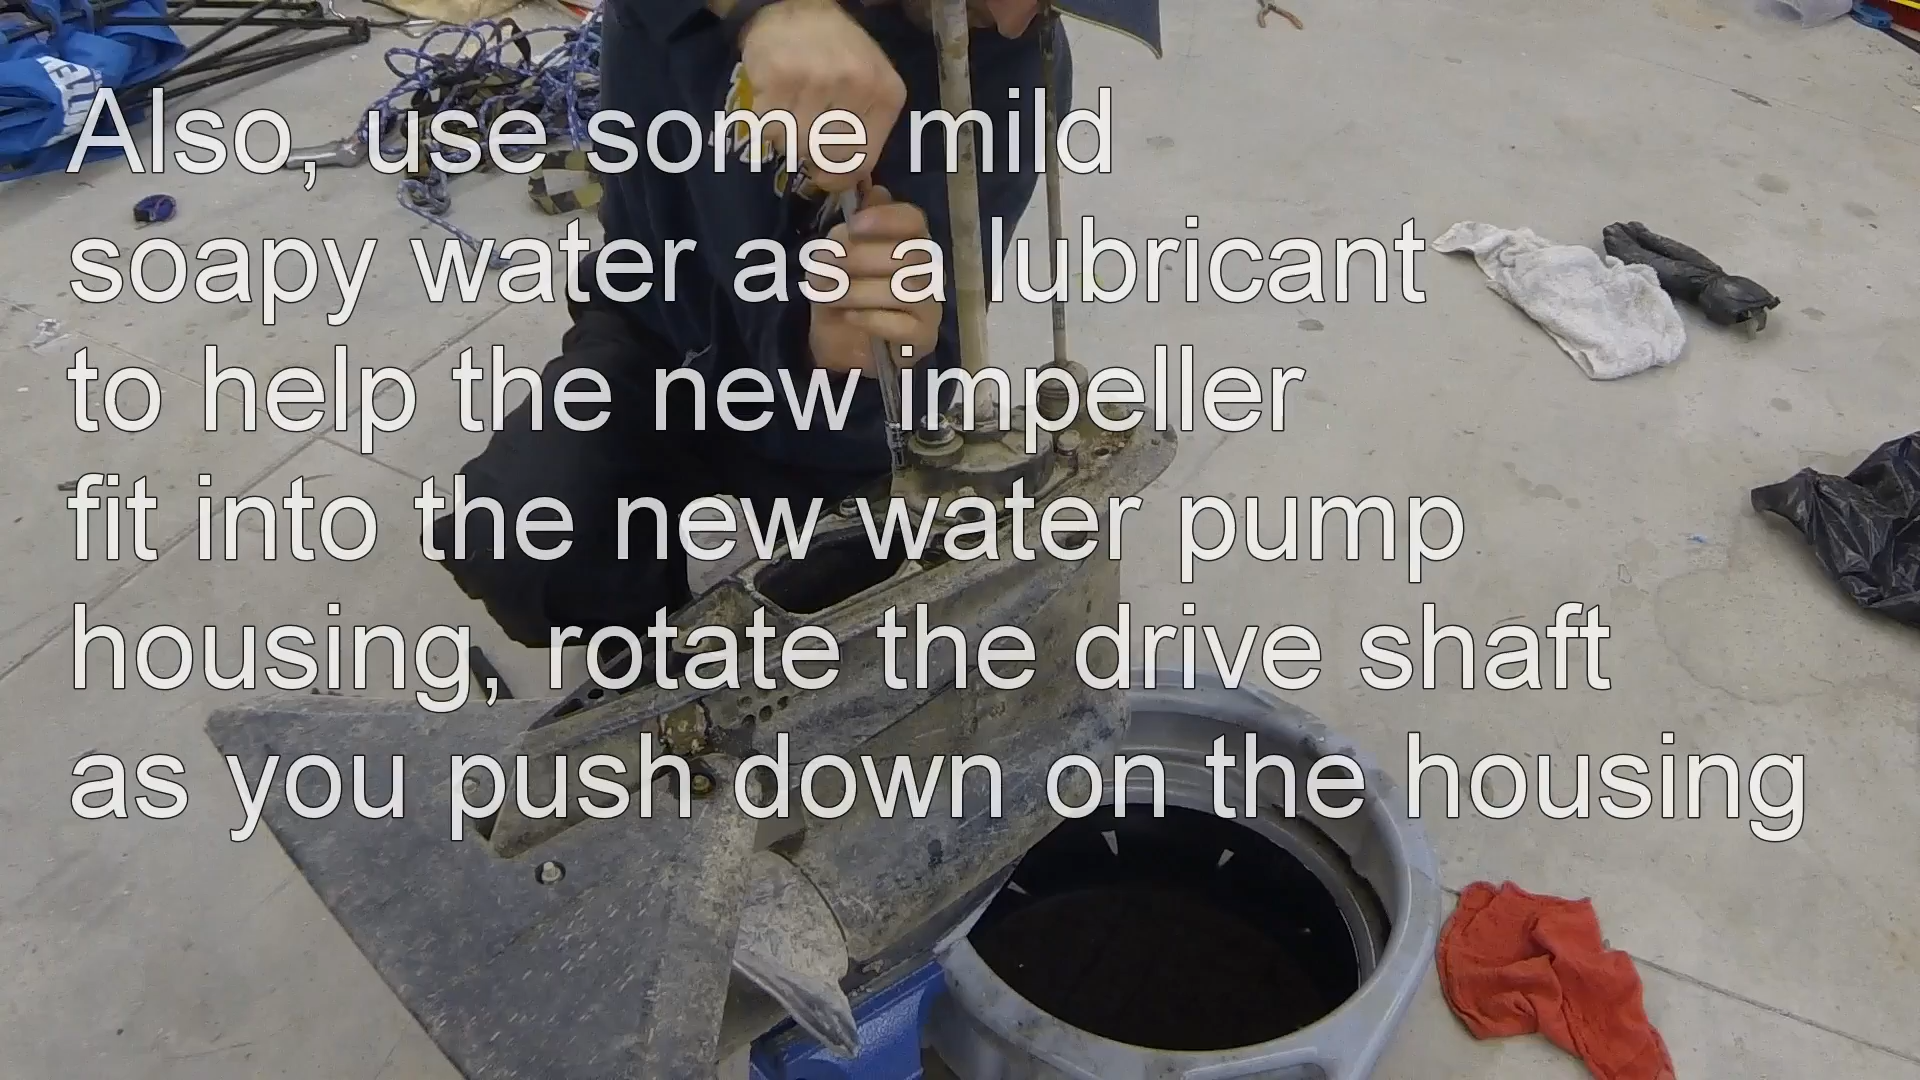 Also, use some mild
soapy water as a lubricant
to help the new impeller
fit into the new water pump
housing, rotate the drive shaft
as you push down on the housing